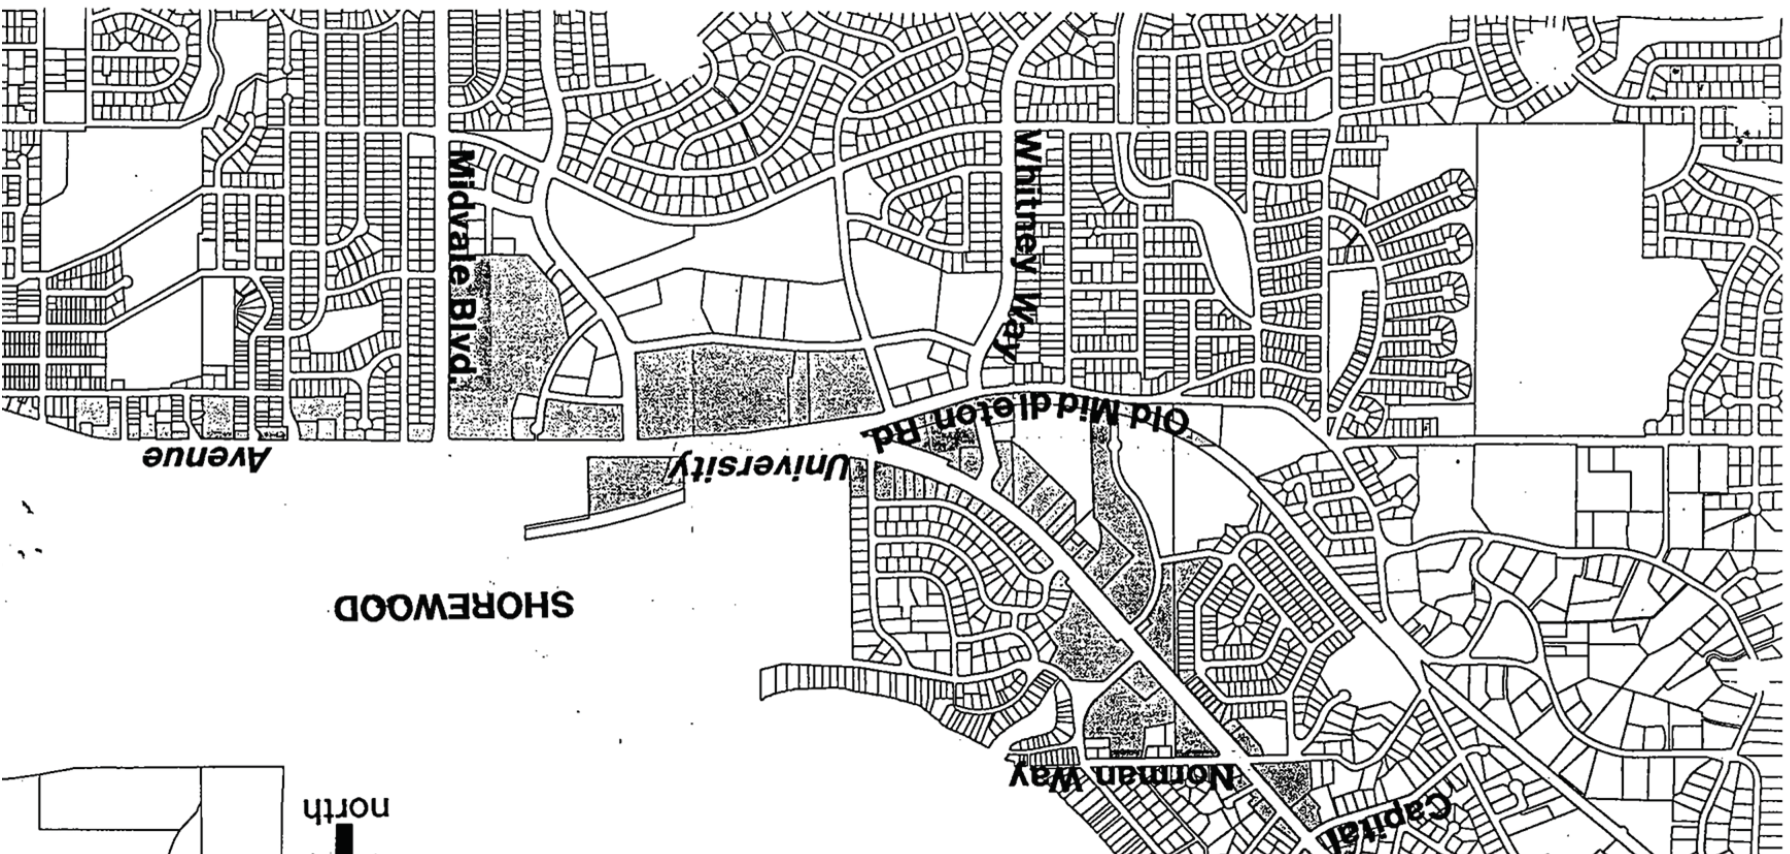 Midvale Blvd.
Whitney Way
Old Middleton Rd.
University
Avenue
SHOREWOOD
Norman Way
Capital
north